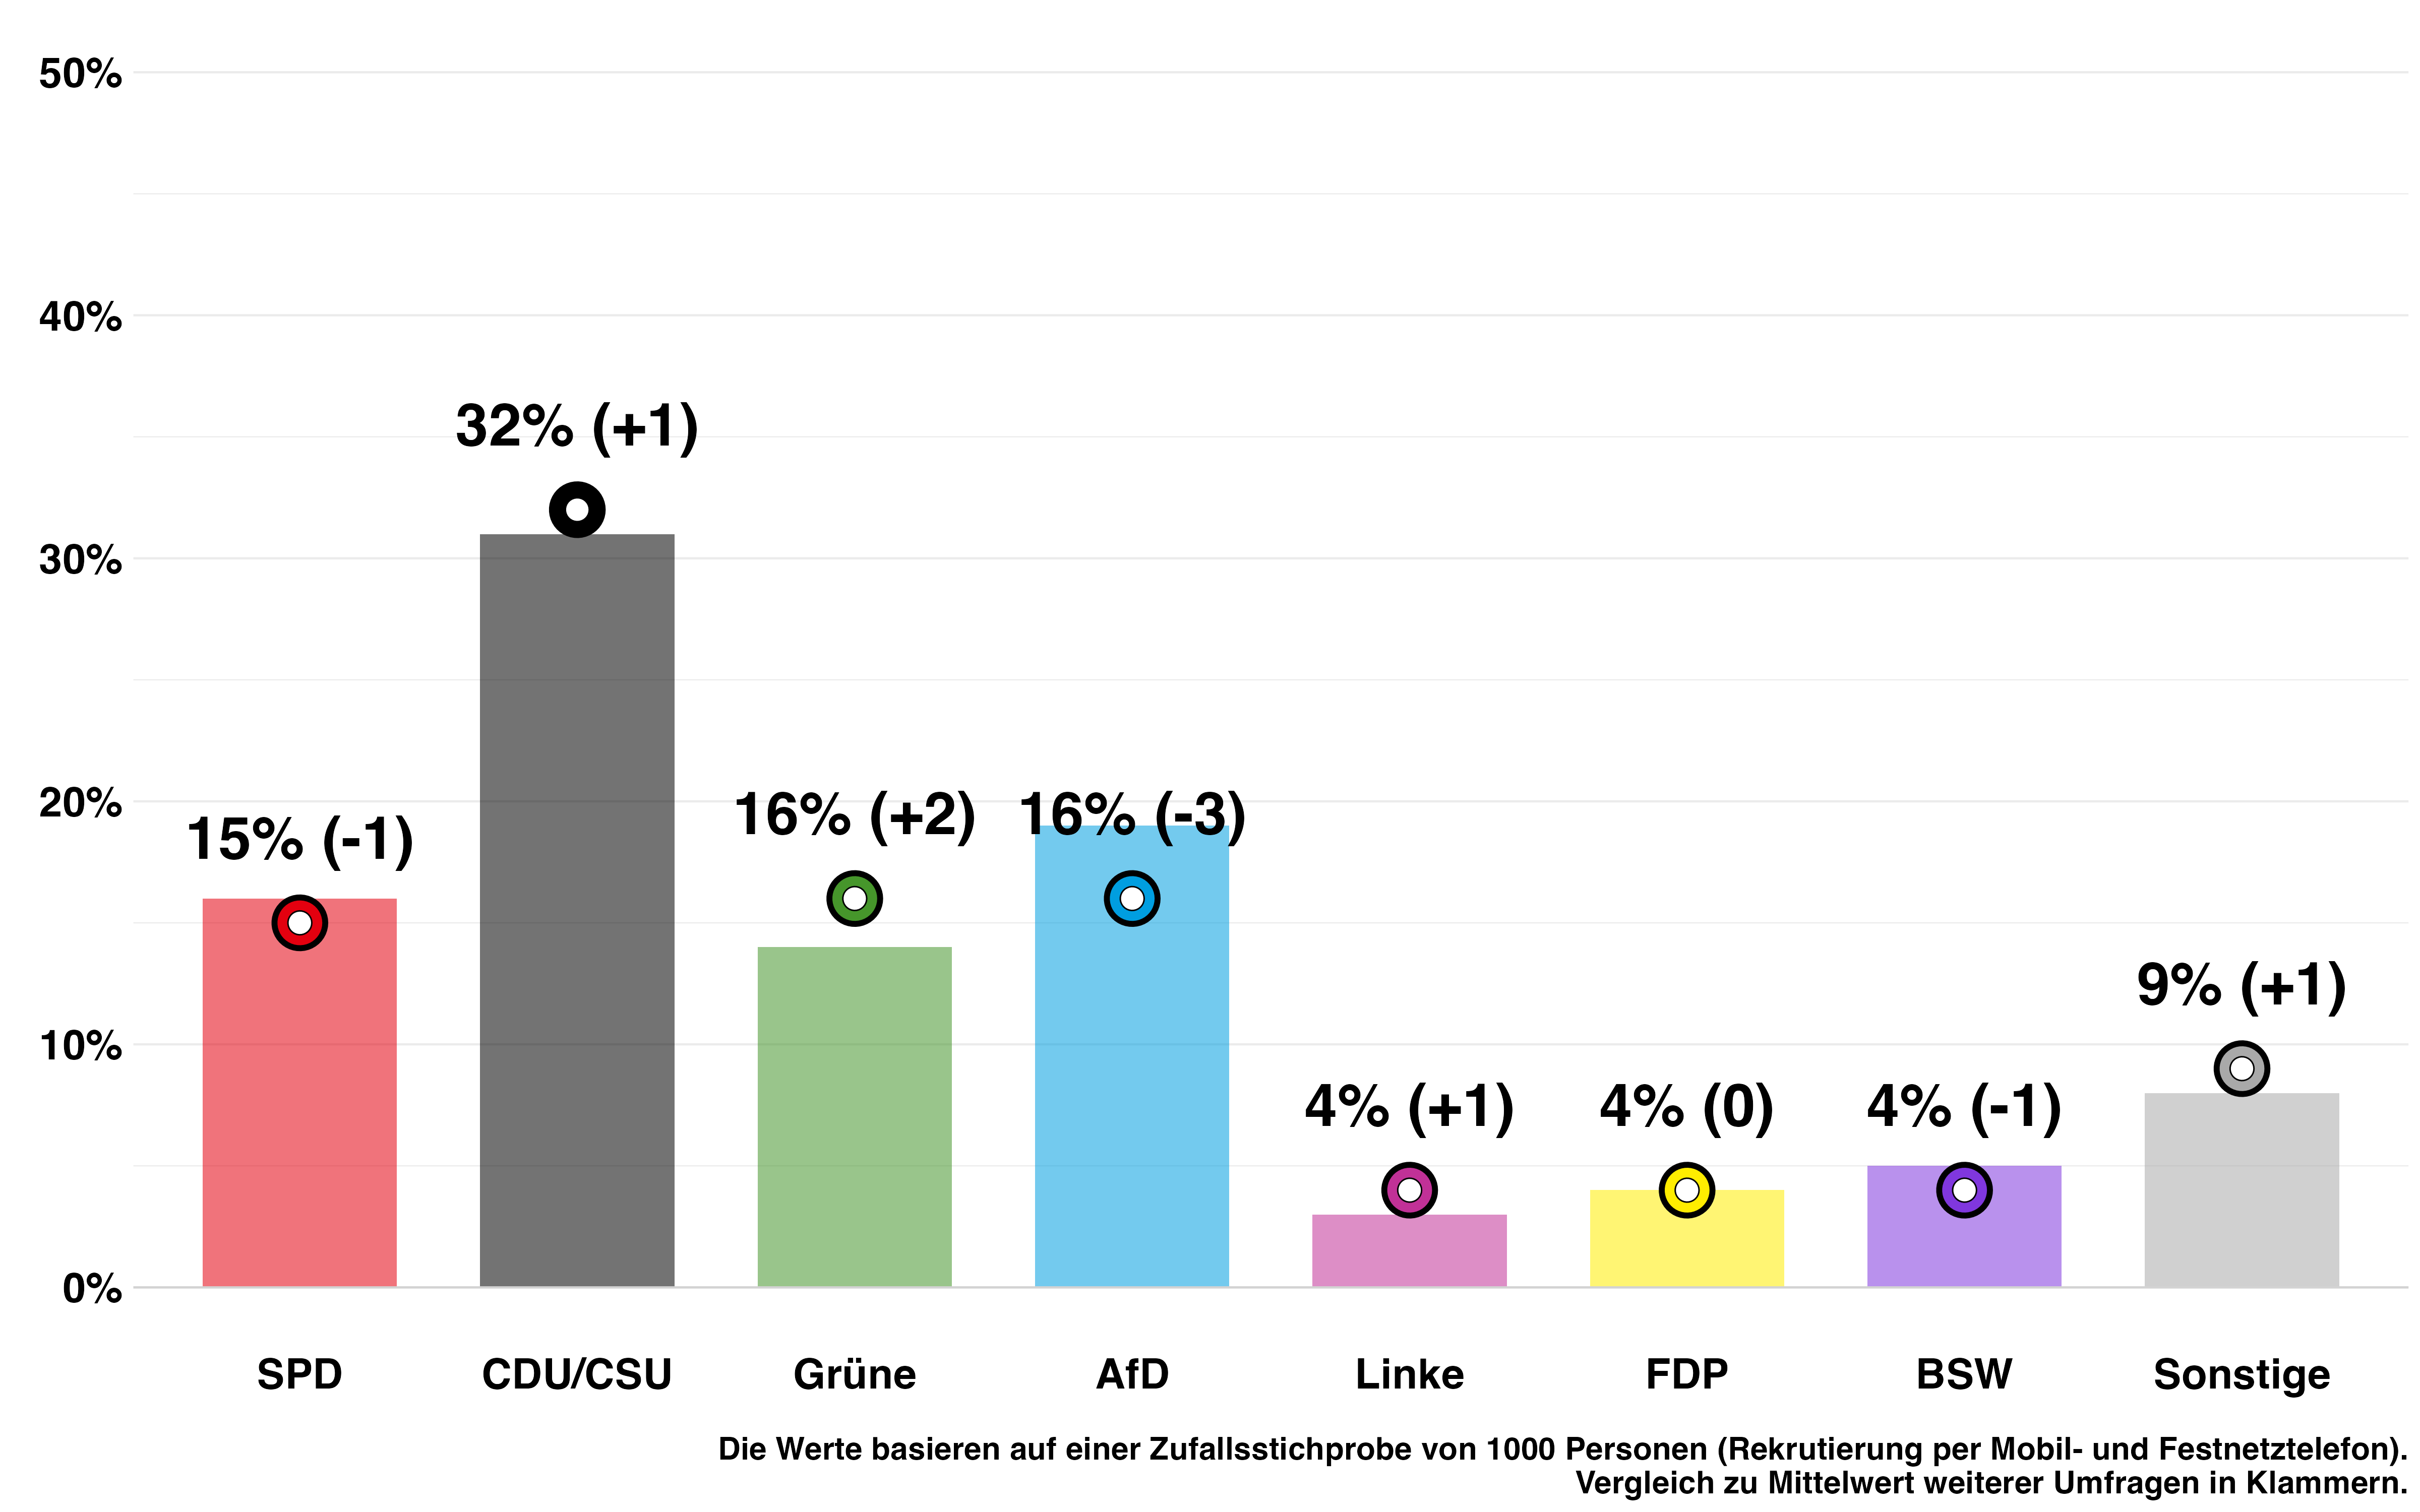 50%
40%
32% (+1)
30%
20%
15% (-1)
16% (+2)
16% (-3)
10%
9% (+1)
4% (+1)
4% (0)
4% (-1)
0%
SPD
CDU/CSU
Grüne
AfD
Linke
FDP
BSW
Sonstige
Die Werte basieren auf einer Zufallsstichprobe von 1000 Personen (Rekrutierung per Mobil- und Festnetztelefon).
Vergleich zu Mittelwert weiterer Umfragen in Klammern.